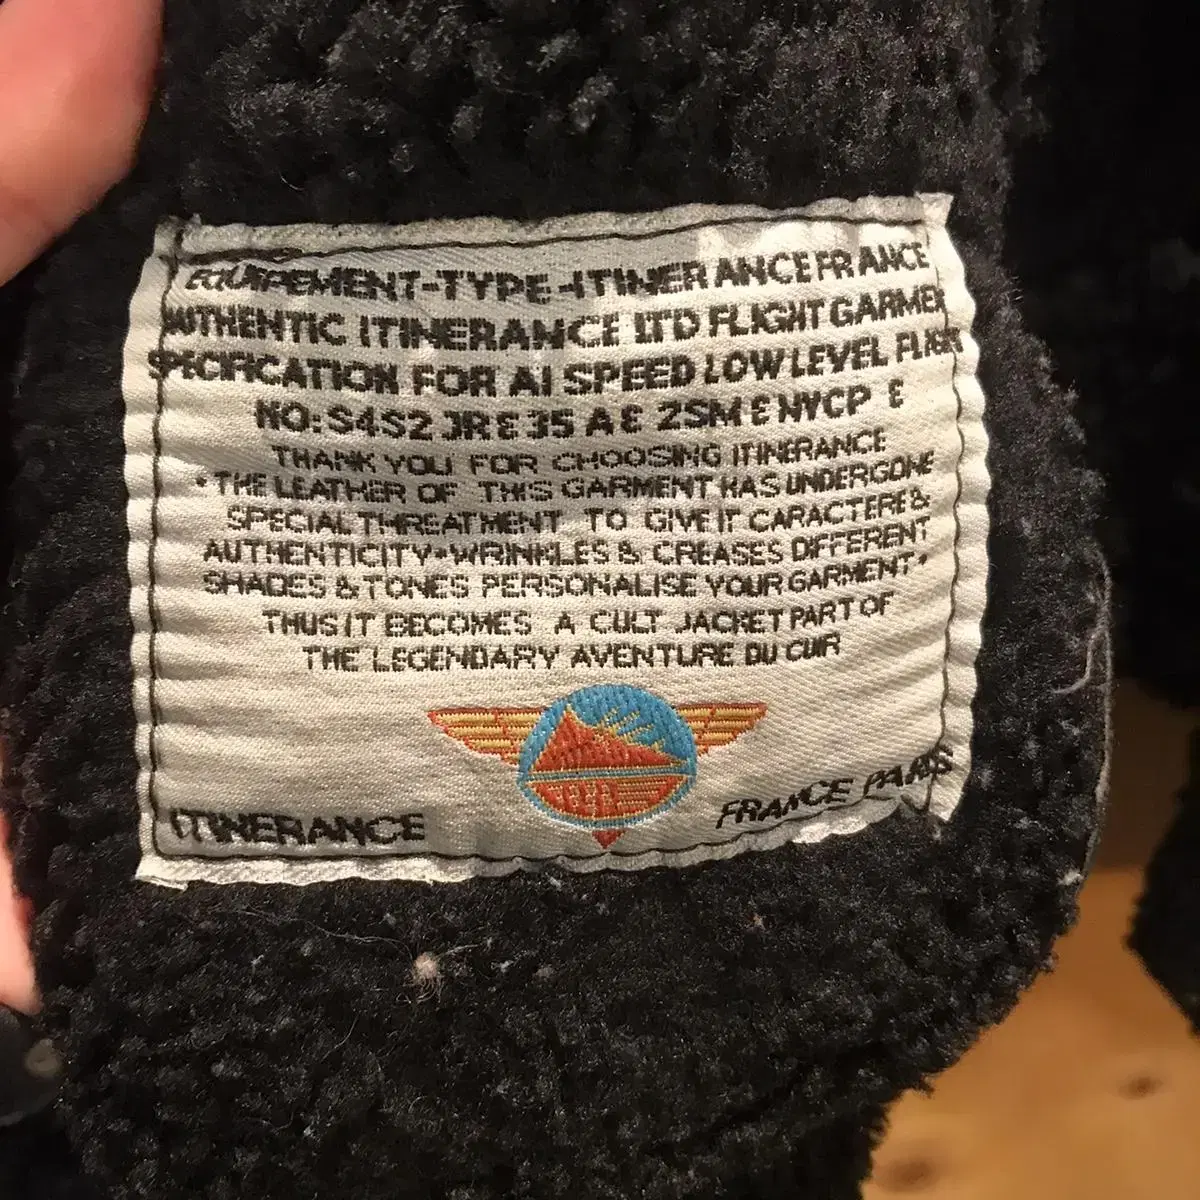 EQUIPEMENT-TYPE-ITINERANCE FRANCE
AUTHENTIC ITINERANCE LTD FLIGHT GARMEN
SPECIFICATION FOR AI SPEED LOW LEVEL FLIGHT
NO: S4S2 JR & 35 A & 2SM & NYCP &
THANK YOU FOR CHOOSING ITINERANCE
• THE LEATHER OF THIS GARMENT HAS UNDERGONE
SPECIAL THREATMENT TO GIVE IT CARACTERE &
AUTHENTICITY • WRINKLES & CREASES DIFFERENT
SHADES & TONES PERSONALISE YOUR GARMENT •
THUS IT BECOMES A CULT JACKET PART OF
THE LEGENDARY AVENTURE DU CUIR
ITINERANCE
FRANCE PARIS